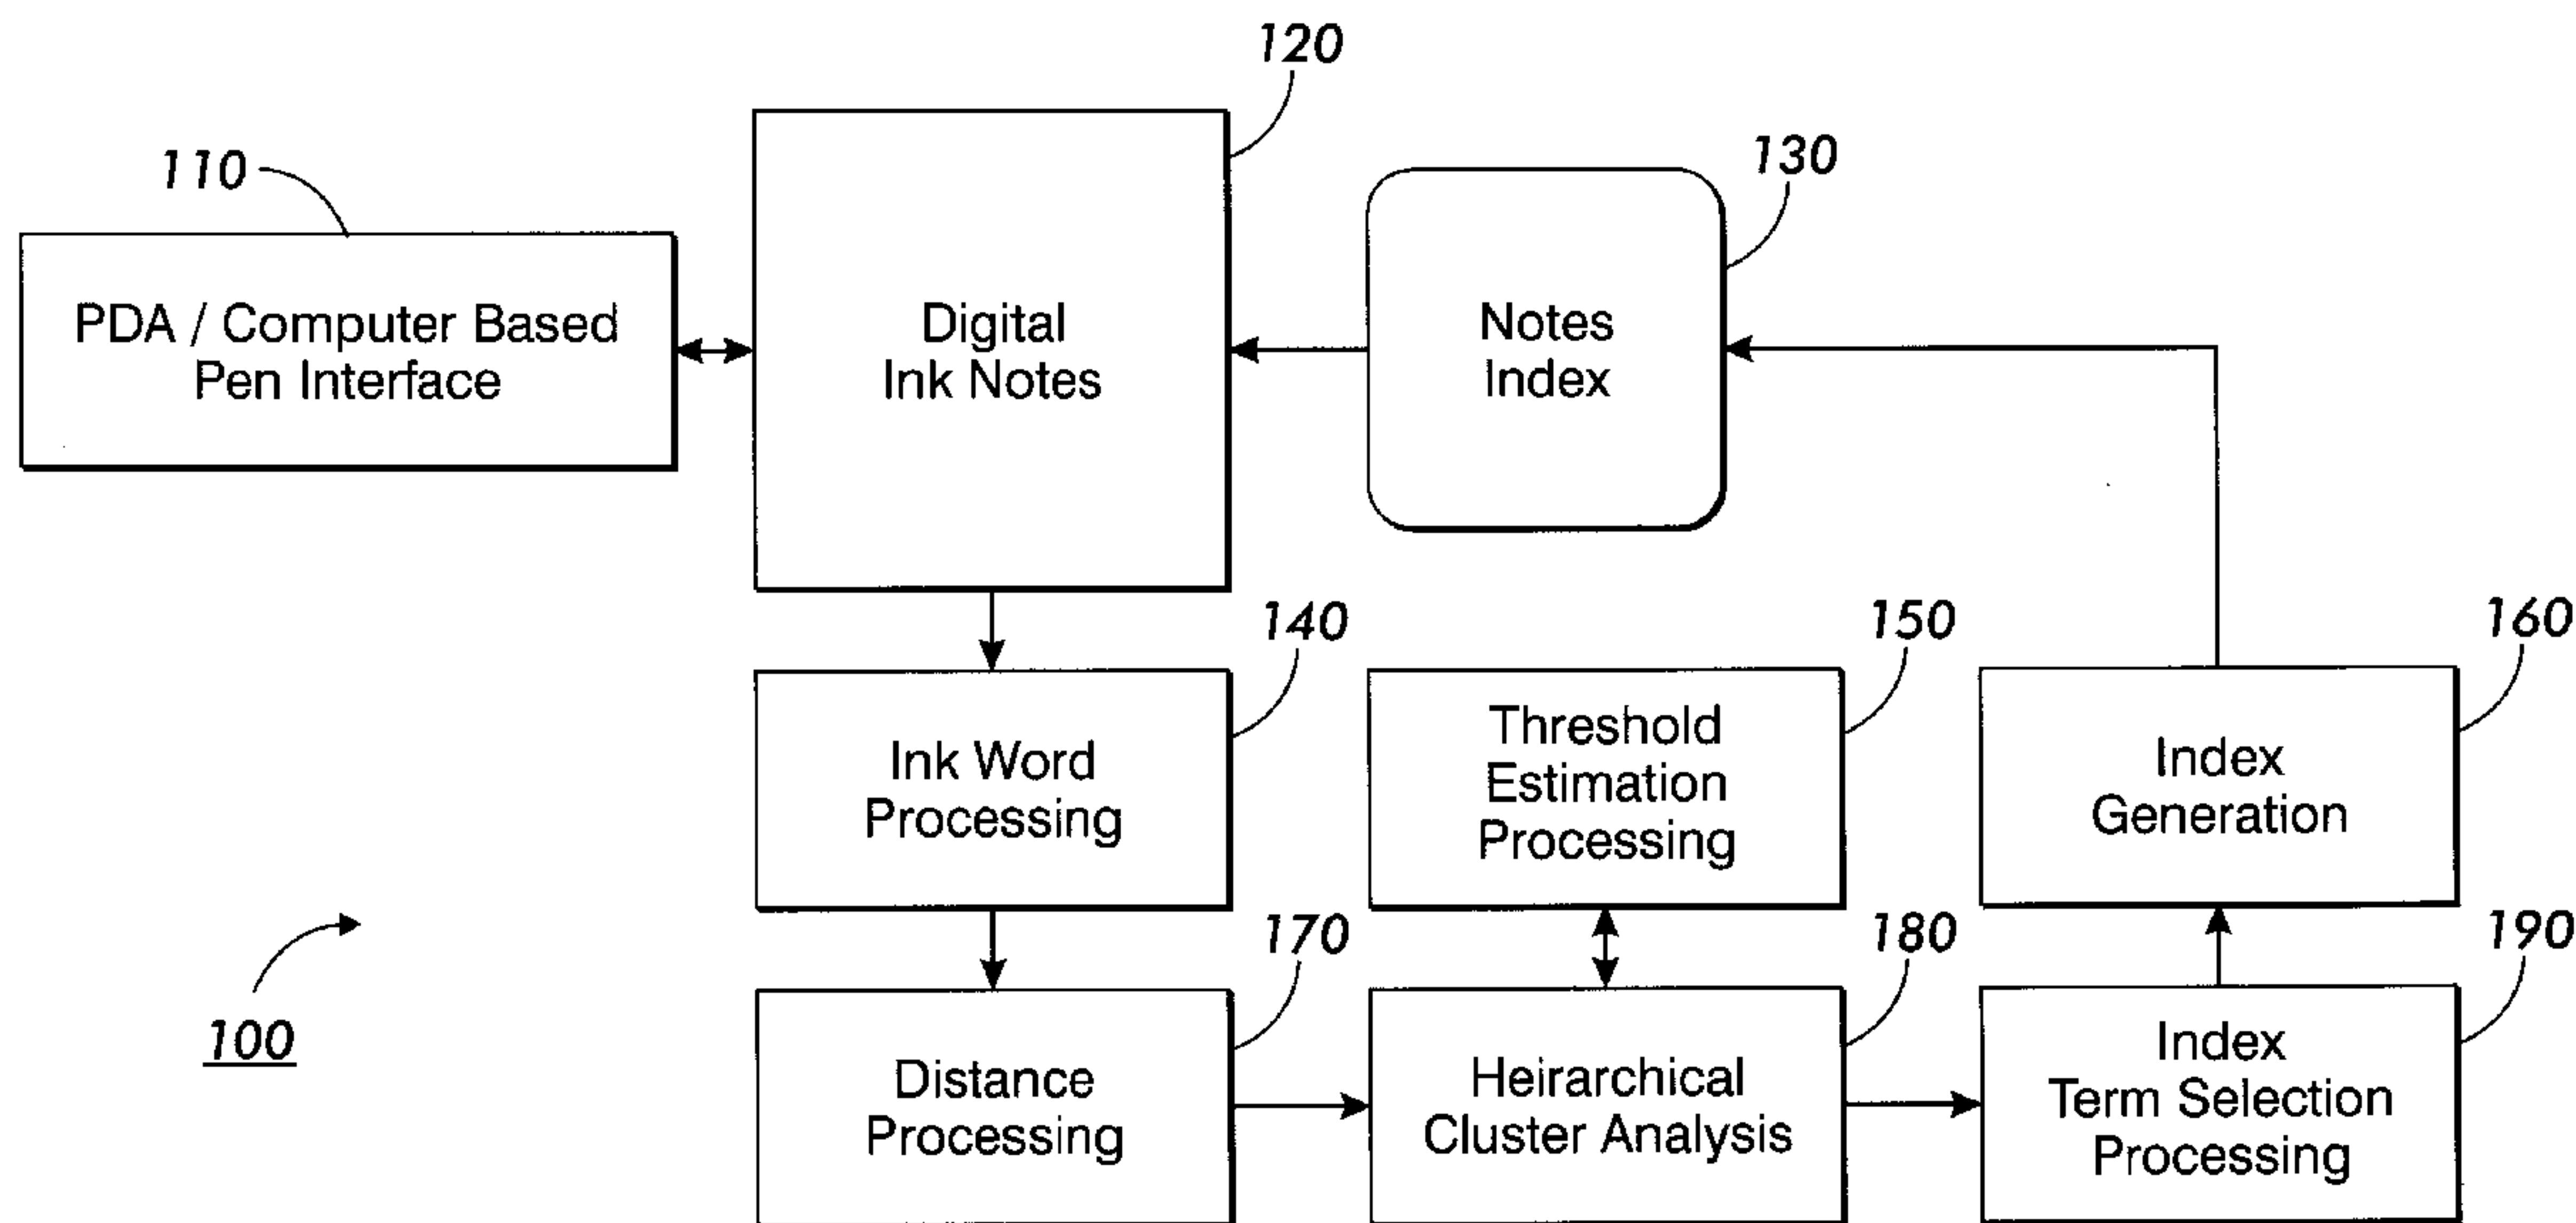 120
110
130
PDA / Computer Based
Pen Interface
Digital
Ink Notes
Notes
Index
140
150
160
Ink Word
Processing
Threshold
Estimation
Processing
Index
Generation
170
180
190
100
Distance
Processing
Heirarchical
Cluster Analysis
Index
Term Selection
Processing